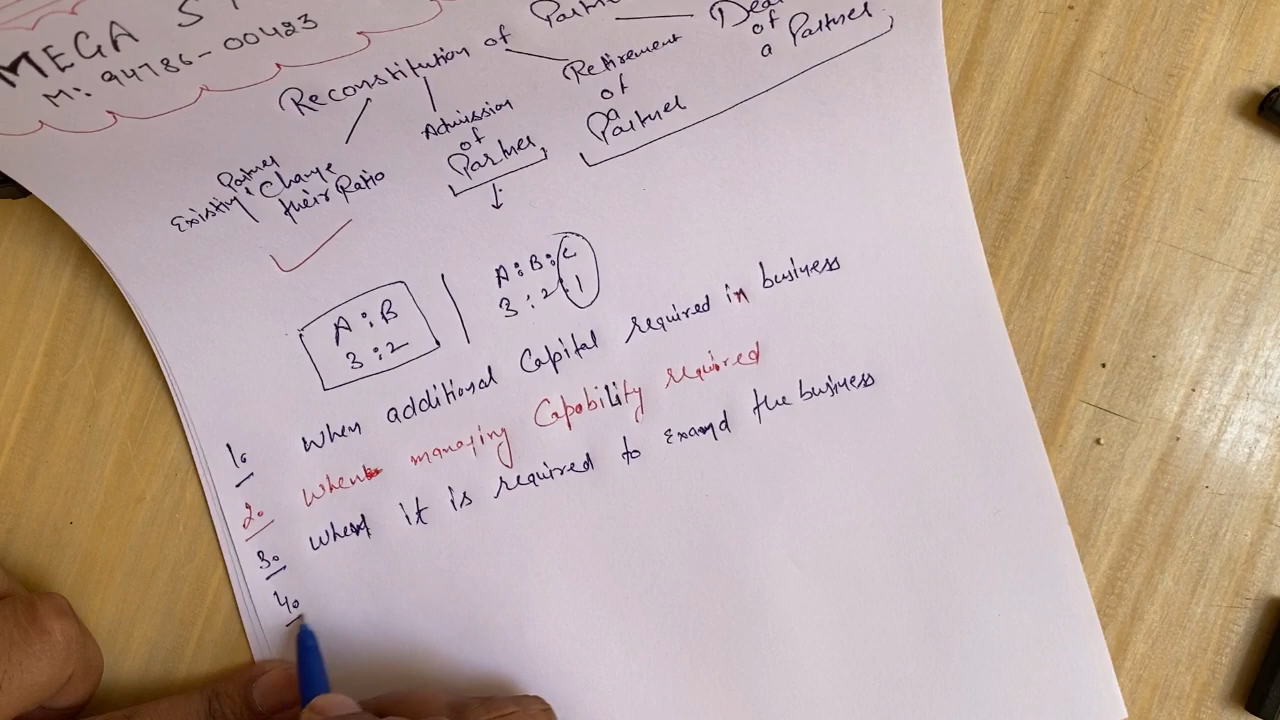 MEGA
M: 94786-00423
Reconstitution of
Existing Partner Change their Ratio
Admission of Partner
Retirement of a Partner
of a Partner
A : B
3 : 2
A : B : C
3 : 2 : 1
1. When additional Capital required in business
2. When managing Capability required
3. When it is required to the business
4.